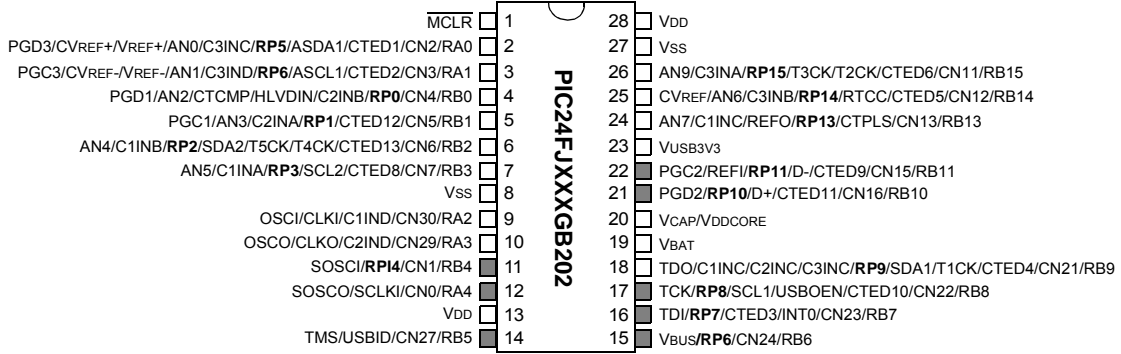 MCLR 1 28 VDD
PGD3/CVREF+/VREF+/AN0/C3INC/RP5/ASDA1/CTED1/CN2/RA0 2 27 VSS
PGC3/CVREF-/VREF-/AN1/C3IND/RP6/ASCL1/CTED2/CN3/RA1 3 26 AN9/C3INA/RP15/T3CK/T2CK/CTED6/CN11/RB15
PGD1/AN2/CTCMP/HLVDIN/C2INB/RP0/CN4/RB0 4 25 CVREF/AN6/C3INB/RP14/RTCC/CTED5/CN12/RB14
PGC1/AN3/C2INA/RP1/CTED12/CN5/RB1 5 24 AN7/C1INC/REFO/RP13/CTPLS/CN13/RB13
AN4/C1INB/RP2/SDA2/T5CK/T4CK/CTED13/CN6/RB2 6 23 VUSB3V3
AN5/C1INA/RP3/SCL2/CTED8/CN7/RB3 7 22 PGC2/REFI/RP11/D-/CTED9/CN15/RB11
VSS 8 21 PGD2/RP10/D+/CTED11/CN16/RB10
OSCI/CLKI/C1IND/CN30/RA2 9 20 VCAP/VDDCORE
OSCO/CLKO/C2IND/CN29/RA3 10 19 VBAT
SOSCI/RPI4/CN1/RB4 11 18 TDO/C1INC/C2INC/C3INC/RP9/SDA1/T1CK/CTED4/CN21/RB9
SOSCO/SCLKI/CN0/RA4 12 17 TCK/RP8/SCL1/USBOEN/CTED10/CN22/RB8
VDD 13 16 TDI/RP7/CTED3/INT0/CN23/RB7
TMS/USBID/CN27/RB5 14 15 VBUS/RP6/CN24/RB6
PIC24FJXXXGB202